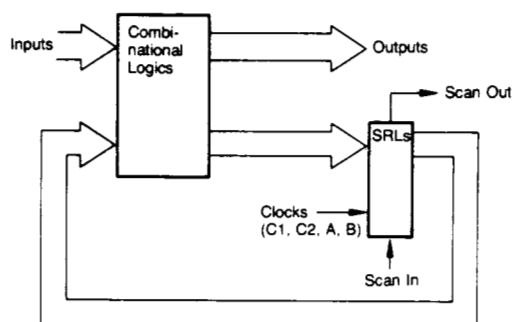 Inputs
Combi-
national
Logics
Outputs
Scan Out
SRLs
Clocks
(C1, C2, A, B)
Scan In